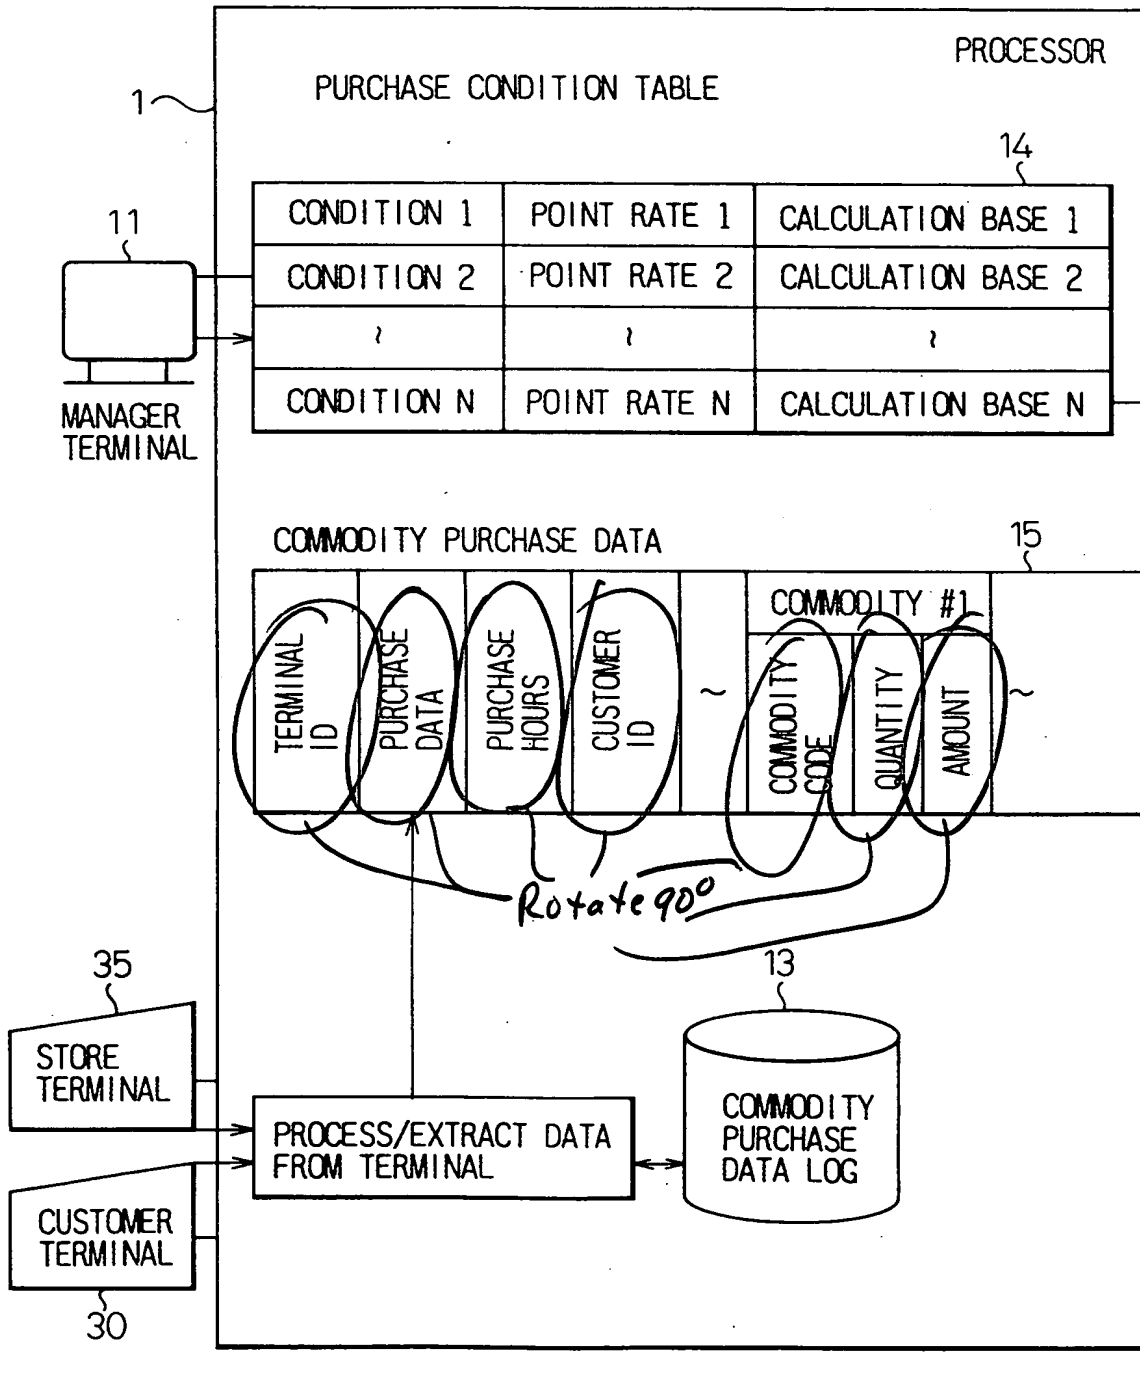 PROCESSOR
PURCHASE CONDITION TABLE
1
14
CONDITION 1 POINT RATE 1 CALCULATION BASE 1
11
CONDITION 2 POINT RATE 2 CALCULATION BASE 2
~ ~ ~
CONDITION N POINT RATE N CALCULATION BASE N
MANAGER
TERMINAL
COMMODITY PURCHASE DATA
15
COMMODITY #1
TERMINAL
ID
PURCHASE
DATA
PURCHASE
HOURS
CUSTOMER
ID
~
COMMODITY
CODE
QUANTITY
AMOUNT
~
Rotate 90°
13
35
STORE
TERMINAL
COMMODITY
PURCHASE
DATA LOG
PROCESS/EXTRACT DATA
FROM TERMINAL
CUSTOMER
TERMINAL
30